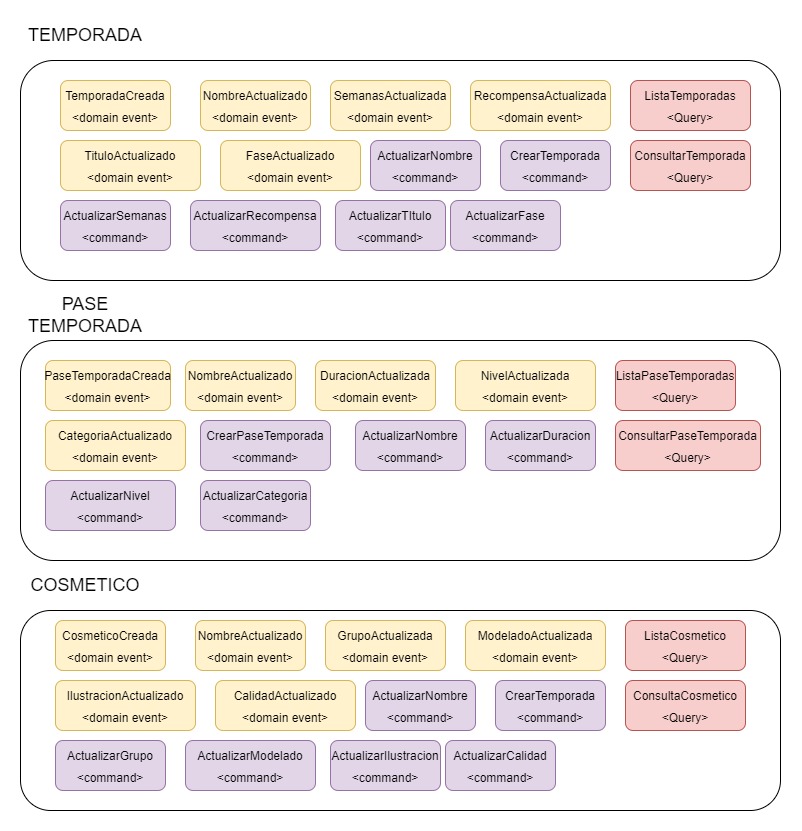 TEMPORADA
TemporadaCreada
<domain event>
NombreActualizado
<domain event>
SemanasActualizada
<domain event>
RecompensaActualizada
<domain event>
ListaTemporadas
<Query>
TituloActualizado
<domain event>
FaseActualizado
<domain event>
ActualizarNombre
<command>
CrearTemporada
<command>
ConsultarTemporada
<Query>
ActualizarSemanas
<command>
ActualizarRecompensa
<command>
ActualizarTItulo
<command>
ActualizarFase
<command>
PASE
TEMPORADA
PaseTemporadaCreada
<domain event>
NombreActualizado
<domain event>
DuracionActualizada
<domain event>
NivelActualizada
<domain event>
ListaPaseTemporadas
<Query>
CategoriaActualizado
<domain event>
CrearPaseTemporada
<command>
ActualizarNombre
<command>
ActualizarDuracion
<command>
ConsultarPaseTemporada
<Query>
ActualizarNivel
<command>
ActualizarCategoria
<command>
COSMETICO
CosmeticoCreada
<domain event>
NombreActualizado
<domain event>
GrupoActualizada
<domain event>
ModeladoActualizada
<domain event>
ListaCosmetico
<Query>
IlustracionActualizado
<domain event>
CalidadActualizado
<domain event>
ActualizarNombre
<command>
CrearTemporada
<command>
ConsultaCosmetico
<Query>
ActualizarGrupo
<command>
ActualizarModelado
<command>
ActualizarIlustracion
<command>
ActualizarCalidad
<command>